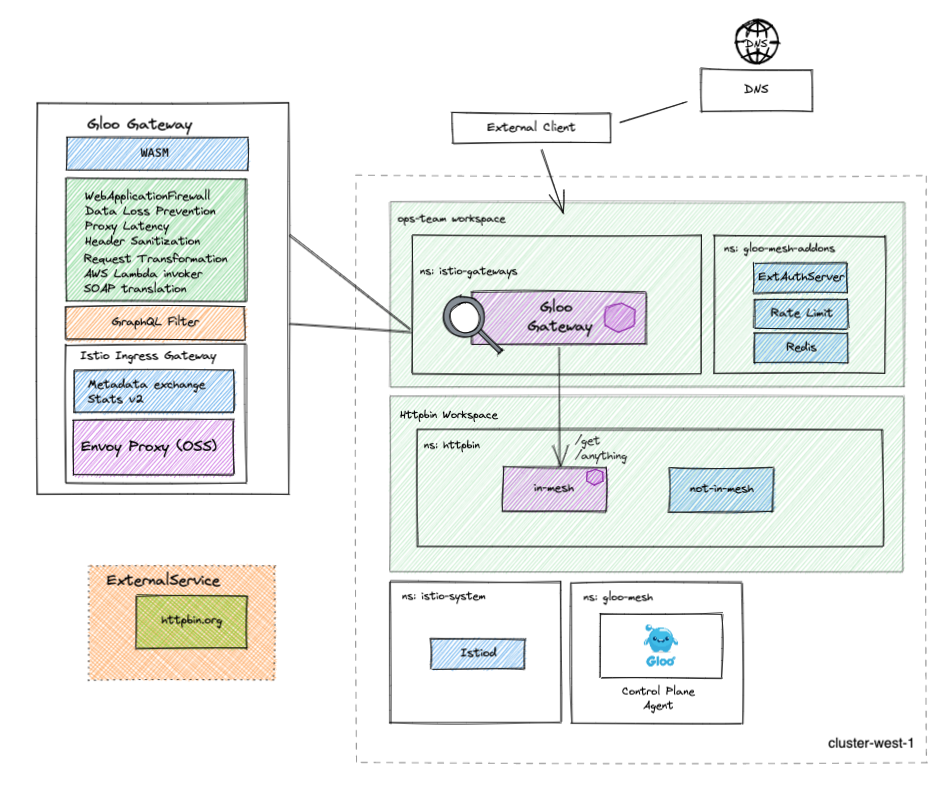 DNS
DNS
External Client
Gloo Gateway
WASM
WebApplicationFirewall
Data Loss Prevention
Proxy Latency
Header Sanitization
Request Transformation
AWS Lambda invoker
SOAP translation
GraphQL Filter
Istio Ingress Gateway
Metadata exchange
Stats v2
Envoy Proxy (OSS)
ops-team workspace
ns: istio-gateways
Gloo
Gateway
ns: gloo-mesh-addons
ExtAuthServer
Rate Limit
Redis
Httpbin Workspace
ns: httpbin
/get
/anything
in-mesh
not-in-mesh
ExternalService
httpbin.org
ns: istio-system
Istiod
ns: gloo-mesh
Gloo
Control Plane
Agent
cluster-west-1